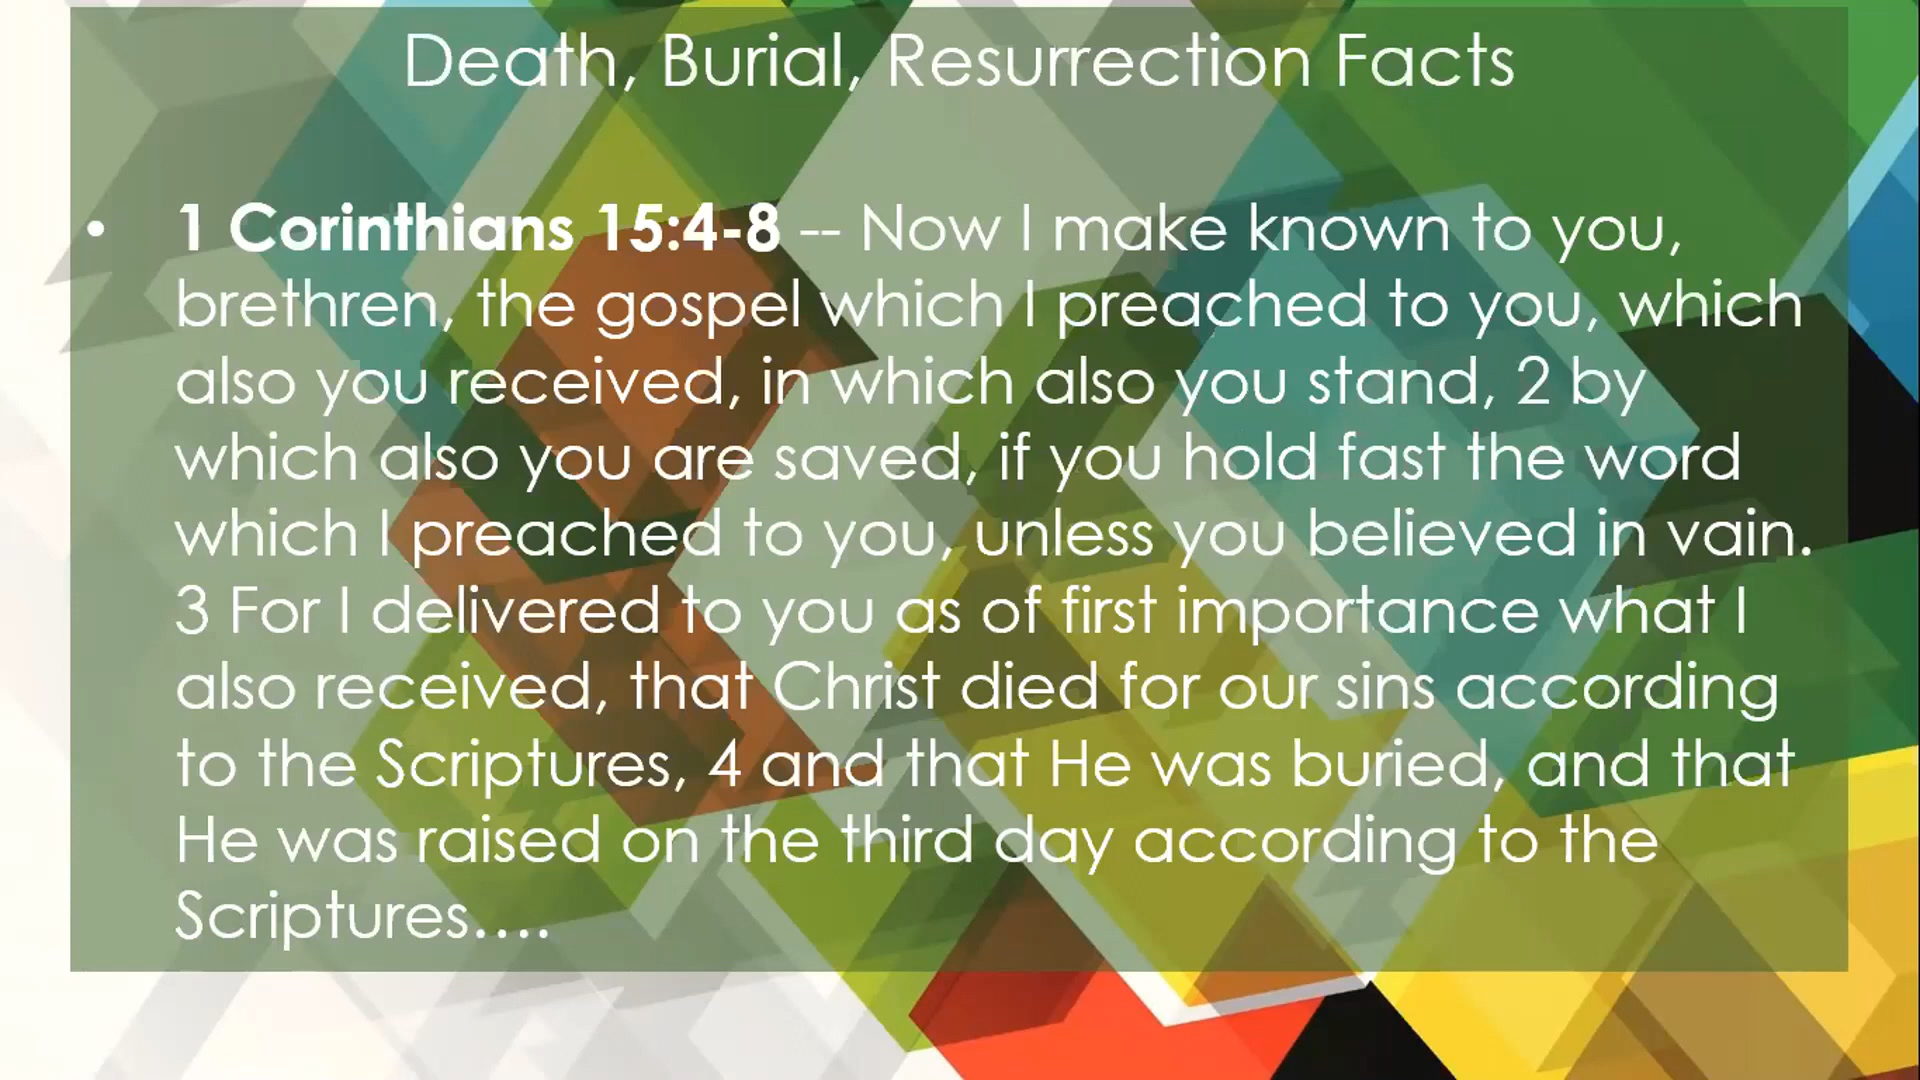 Death, Burial, Resurrection Facts
• 1 Corinthians 15:4-8 -- Now I make known to you,
brethren, the gospel which I preached to you, which
also you received, in which also you stand, 2 by
which also you are saved, if you hold fast the word
which I preached to you, unless you believed in vain.
3 For I delivered to you as of first importance what I
also received, that Christ died for our sins according
to the Scriptures, 4 and that He was buried, and that
He was raised on the third day according to the
Scriptures….